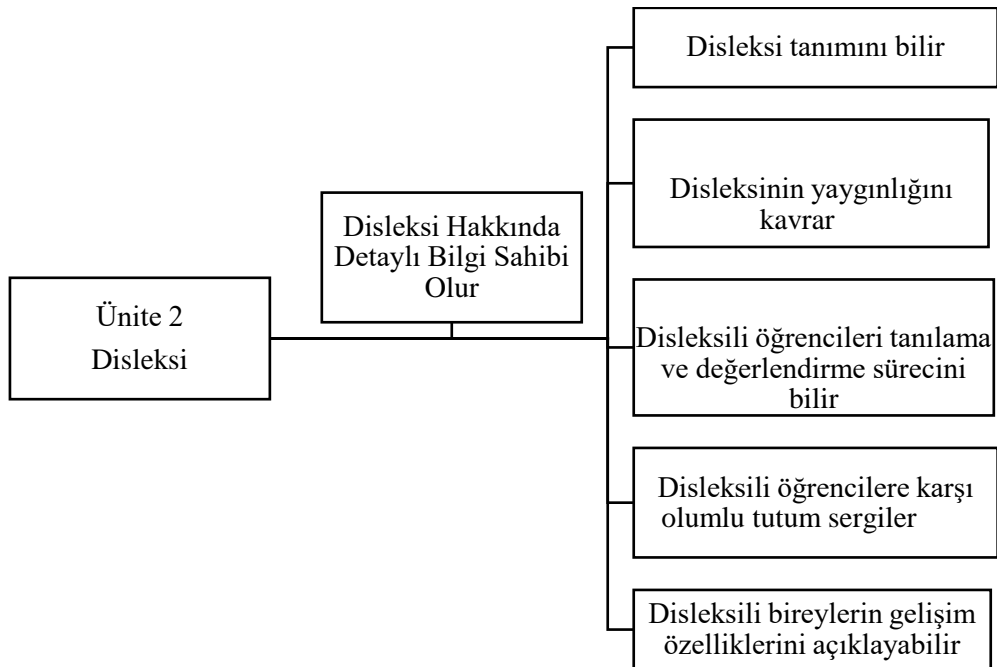 Ünite 2
Disleksi
Disleksi Hakkında
Detaylı Bilgi Sahibi
Olur
Disleksi tanımını bilir
Disleksinin yaygınlığını
kavrar
Disleksili öğrencileri tanılama
ve değerlendirme sürecini
bilir
Disleksili öğrencilere karşı
olumlu tutum sergiler
Disleksili bireylerin gelişim
özelliklerini açıklayabilir